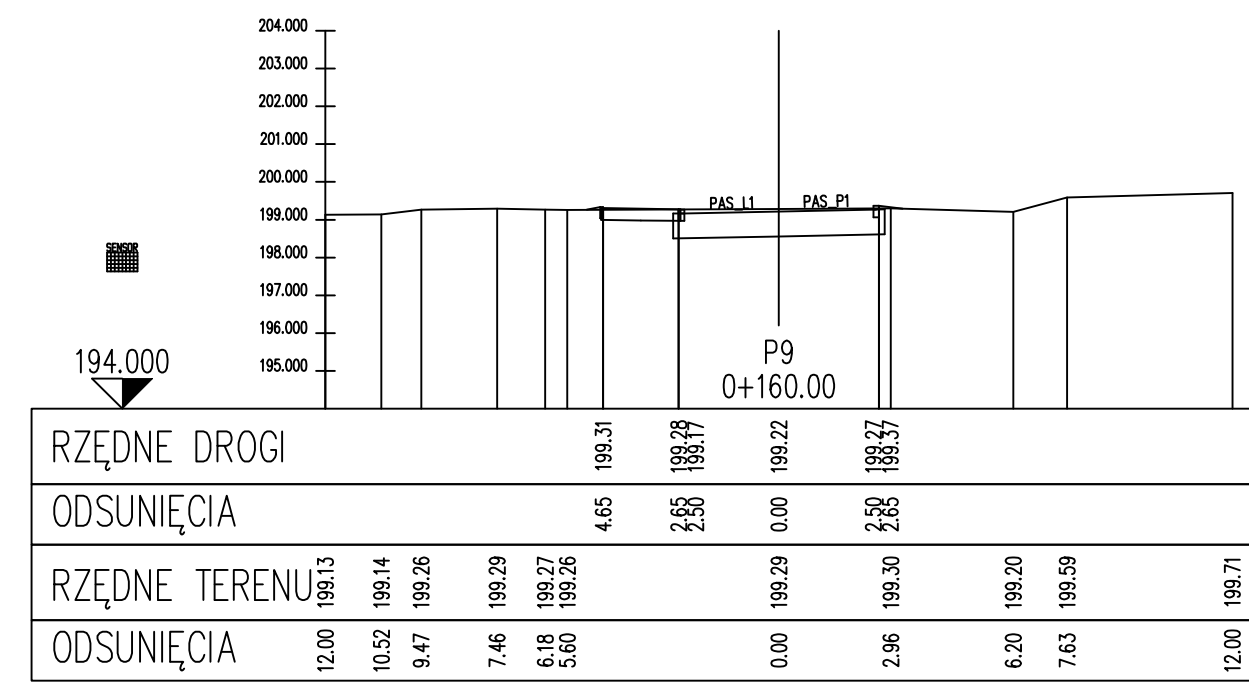 204.000
203.000
202.000
201.000
200.000
199.000
198.000
197.000
196.000
195.000
PAS_L1 PAS_P1
SENSOR
194.000
P9
0+160.00
RZĘDNE DROGI 199.31 199.28 199.17 199.22 199.27 199.37
ODSUNIĘCIA 4.65 2.65 2.50 0.00 2.50 2.65
RZĘDNE TERENU 199.13 199.14 199.26 199.29 199.27 199.26 199.29 199.30 199.20 199.59 199.71
ODSUNIĘCIA 12.00 10.52 9.47 7.46 6.18 5.60 0.00 2.96 6.20 7.63 12.00